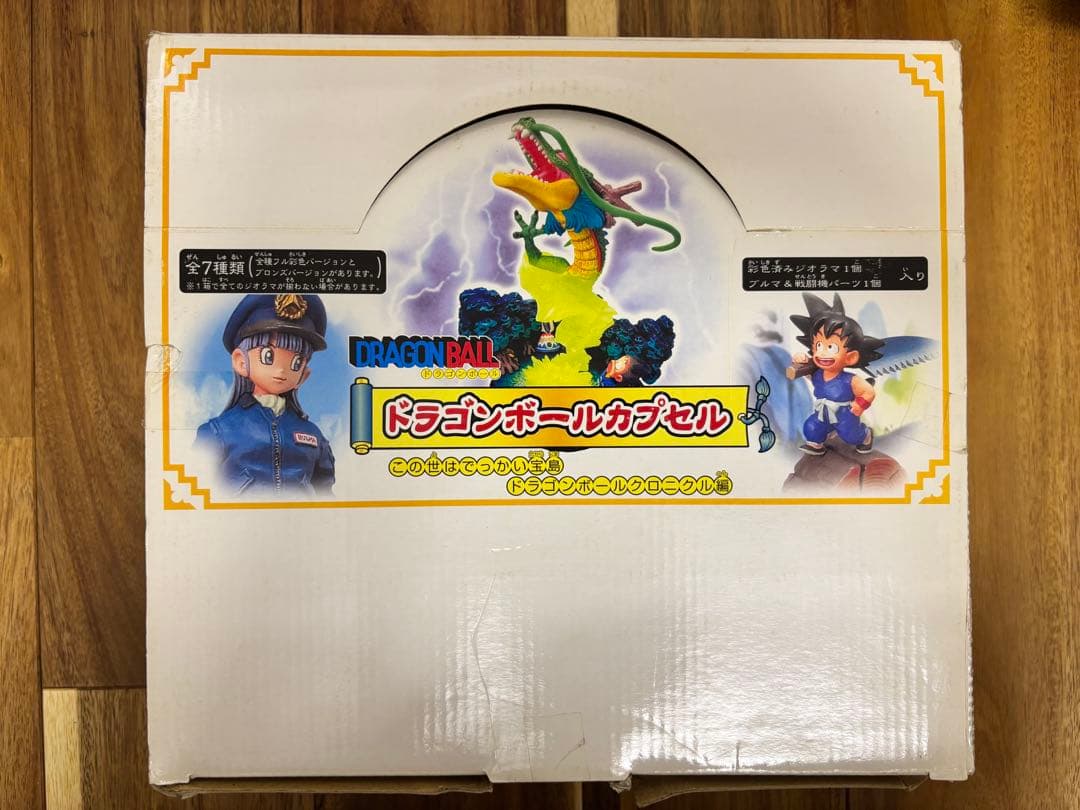 全7種類
全種フル彩色バージョンと
ブロンズバージョンがあります。
※1箱で全てのジオラマが揃わない場合があります。
彩色済みジオラマ1個
ブルマ&戦闘機パーツ1個
入り
DRAGON BALL
ドラゴンボール
ドラゴンボールカプセル
この世はでっかい宝島
ドラゴンボールクロニクル編